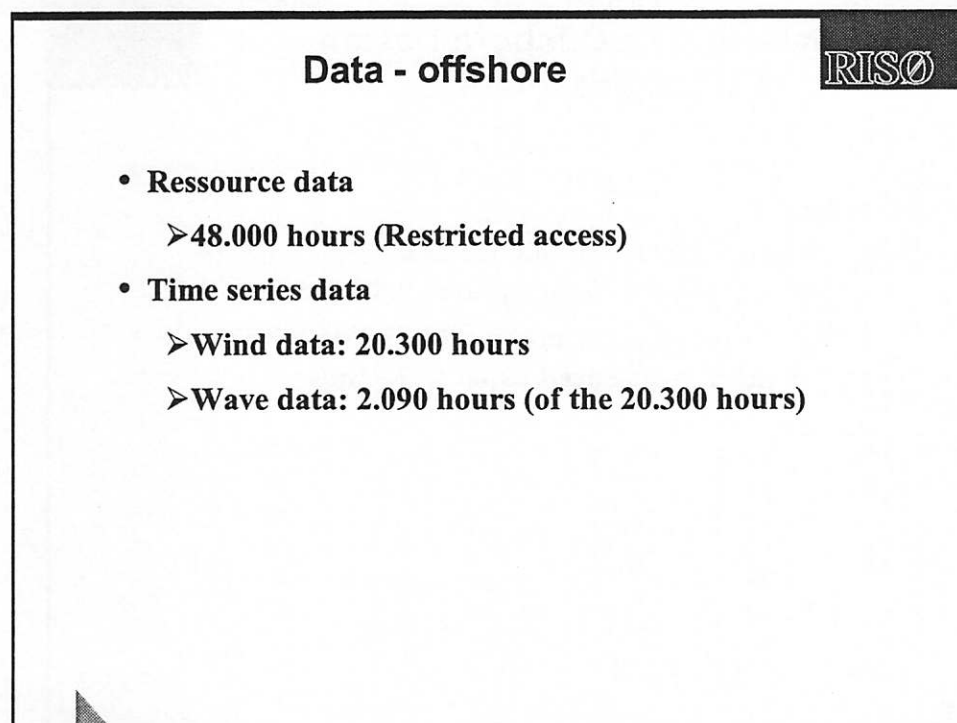 Data - offshore
RISØ
• Ressource data
➢48.000 hours (Restricted access)
• Time series data
➢Wind data: 20.300 hours
➢Wave data: 2.090 hours (of the 20.300 hours)